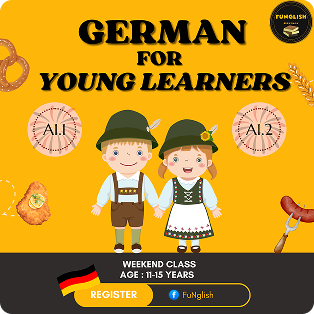 FUNGLISH
GERMAN
FOR
YOUNG LEARNERS
A1.1
A1.2
WEEKEND CLASS
AGE : 11-15 YEARS
REGISTER
FuNglish